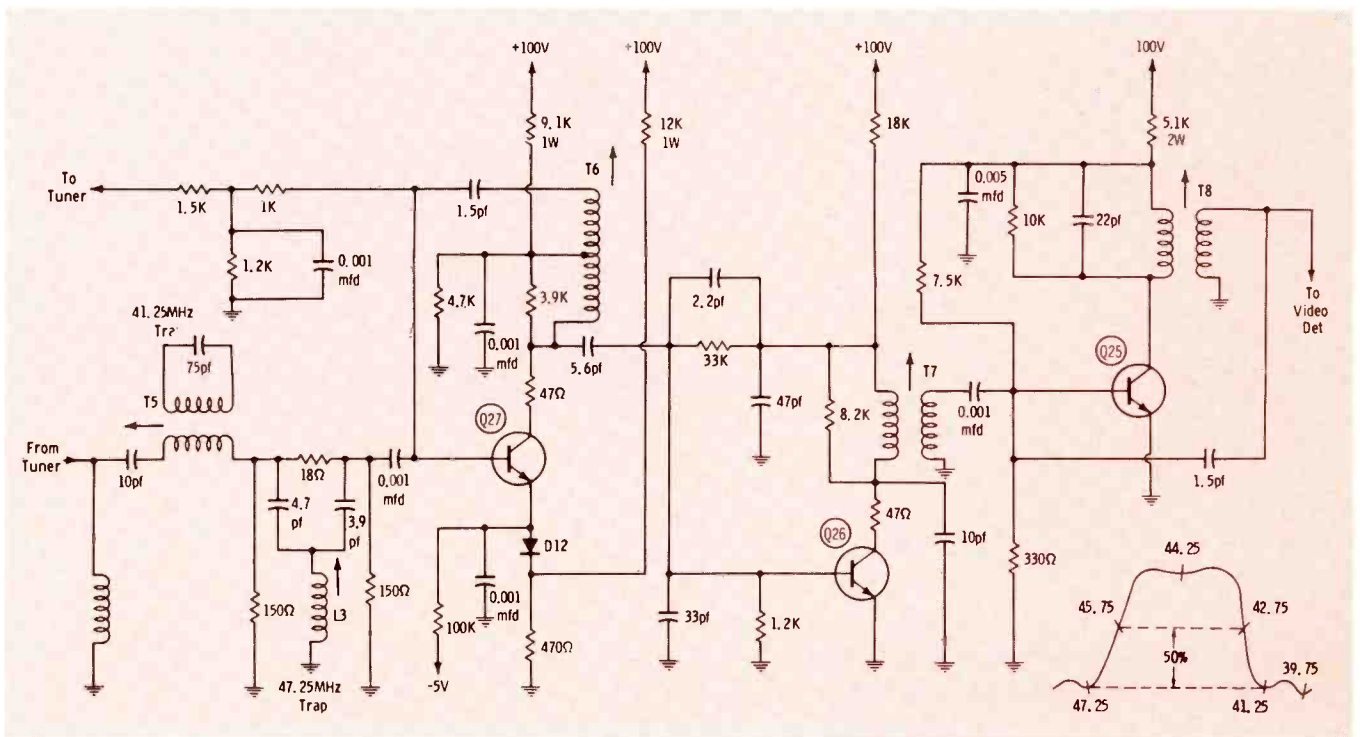 +100V
+100V
+100V
100V
9.1K
1W
12K
1W
18K
5.1K
2W
T6
To
Tuner
1.5K
1K
1.5pf
0.005
mfd
10K
22pf
T8
1.2K
0.001
mfd
7.5K
To
Video
Det
4.7K
0.001
mfd
3.9K
2.2pf
41.25MHz
75pf
T5
5.6pf
33K
47Ω
47pf
8.2K
T7
0.001
mfd
Q25
Q27
From
Tuner
10pf
18Ω
0.001
mfd
4.7
pf
3.9
pf
1.5pf
47Ω
Q26
10pf
D12
330Ω
44.25
150Ω
L3
150Ω
0.001
mfd
100K
470Ω
33pf
1.2K
45.75
42.75
50%
39.75
-5V
47.25MHz
Trap
47.25
41.25